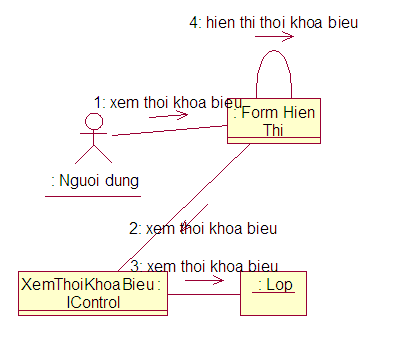 4: hien thi thoi khoa bieu
1: xem thoi khoa bieu
: Form Hien
Thi
: Nguoi dung
2: xem thoi khoa bieu
3: xem thoi khoa bieu
XemThoiKhoaBieu :
IControl
: Lop